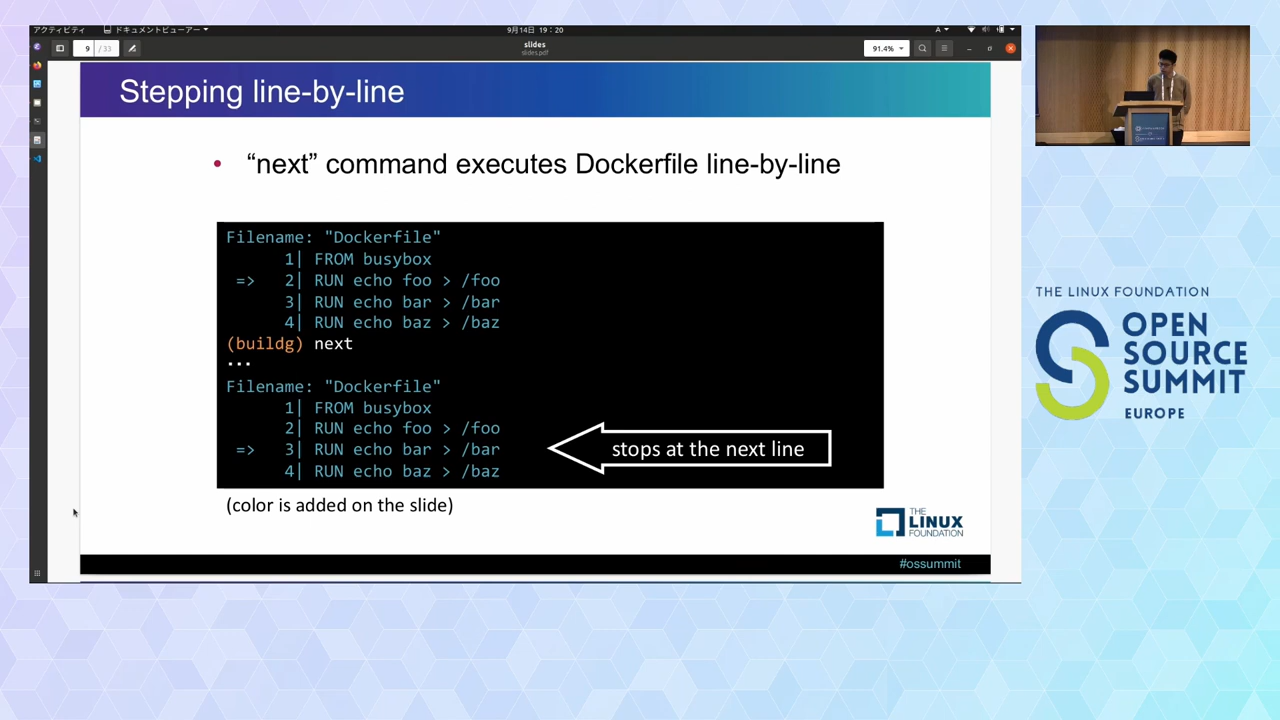 アクティビティ
ドキュメントビューアー
9月14日 19:20
A
9 / 33
slides
slides.pdf
91.4%
Stepping line-by-line
• “next” command executes Dockerfile line-by-line
Filename: "Dockerfile"
1| FROM busybox
=> 2| RUN echo foo > /foo
3| RUN echo bar > /bar
4| RUN echo baz > /baz
(buildg) next
...
Filename: "Dockerfile"
1| FROM busybox
2| RUN echo foo > /foo
=> 3| RUN echo bar > /bar
4| RUN echo baz > /baz
stops at the next line
(color is added on the slide)
THE
LINUX
FOUNDATION
#ossummit
THE LINUX FOUNDATION
OPEN
SOURCE
SUMMIT
EUROPE